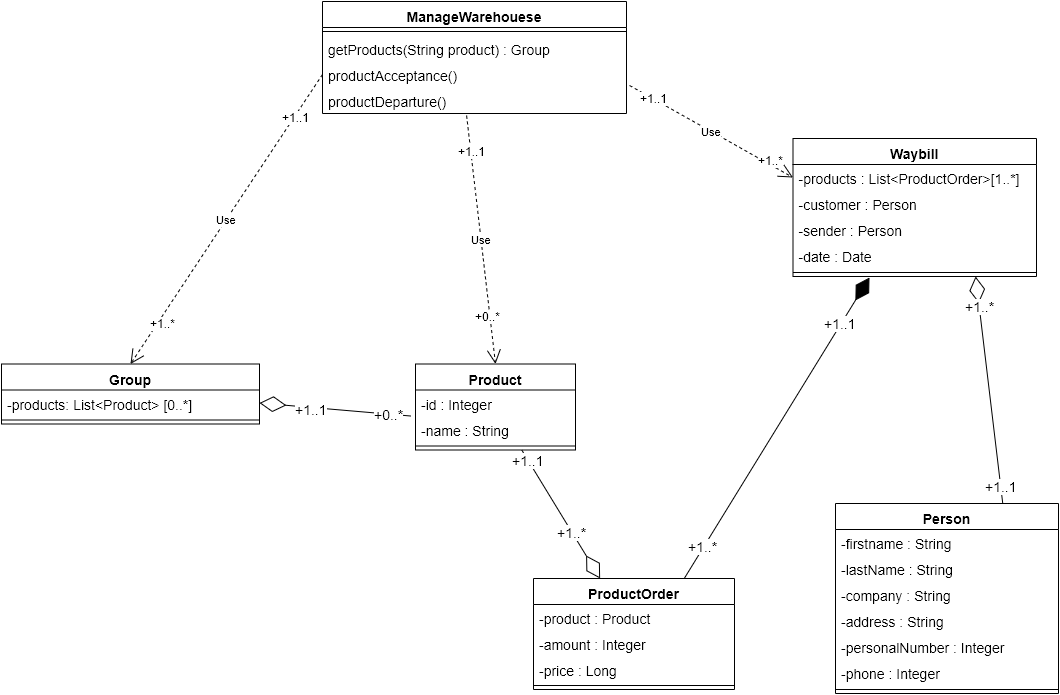 ManageWarehouese
getProducts(String product) : Group
productAcceptance()
productDeparture()
+1..1
+1..1
+1..1
Use
+1..*
Waybill
-products : List<ProductOrder>[1..*]
-customer : Person
-sender : Person
-date : Date
Use
Use
+1..*
+0..*
+1..*
+1..1
Group
-products: List<Product> [0..*]
+1..1
+0..*
Product
-id : Integer
-name : String
+1..1
+1..*
+1..*
+1..1
ProductOrder
-product : Product
-amount : Integer
-price : Long
Person
-firstname : String
-lastName : String
-company : String
-address : String
-personalNumber : Integer
-phone : Integer